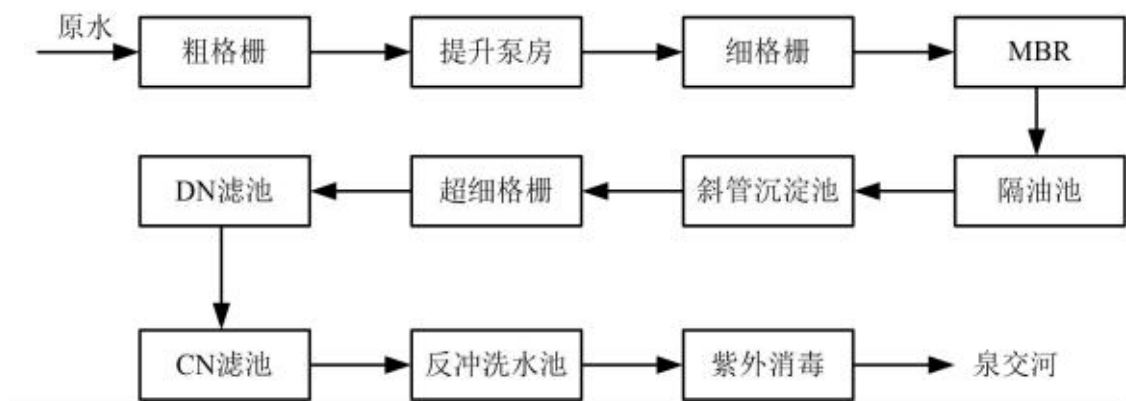 原水
粗格栅
提升泵房
细格栅
MBR
隔油池
斜管沉淀池
超细格栅
DN滤池
CN滤池
反冲洗水池
紫外消毒
泉交河